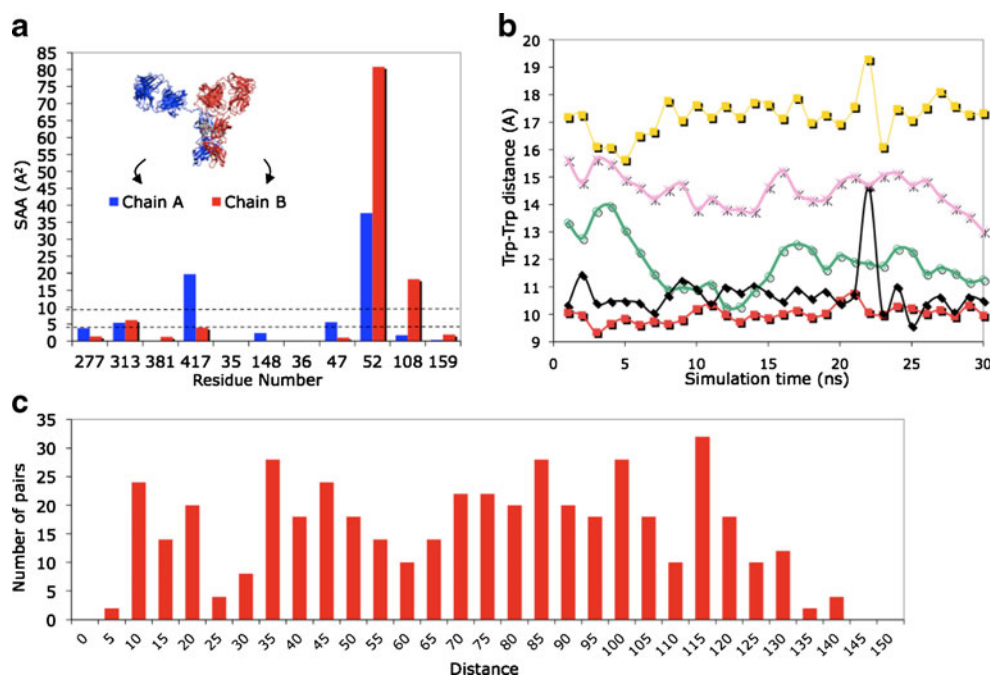 a
85
80
75
70
65
60
55
50
45
40
35
30
25
20
15
10
5
0
SAA (A²)
Chain A
Chain B
277 313 381 417 35 148 36 47 52 108 159
Residue Number
b
20
19
18
17
16
15
14
13
12
11
10
9
Trp-Trp distance (A)
0 5 10 15 20 25 30
Simulation time (ns)
c
35
30
25
20
15
10
5
0
Number of pairs
0 5 10 15 20 25 30 35 40 45 50 55 60 65 70 75 80 85 90 95 100 105 110 115 120 125 130 135 140 145 150
Distance